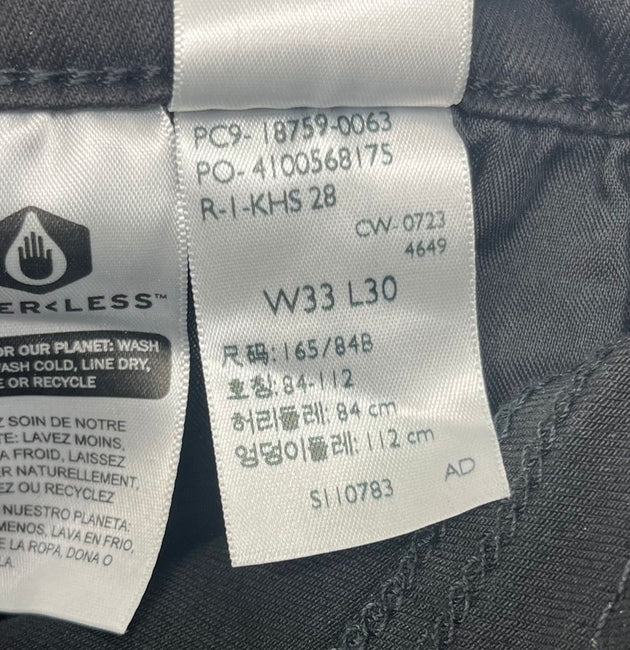 ER<LESS™
OR OUR PLANET: WASH
WASH COLD, LINE DRY,
E OR RECYCLE
Z SOIN DE NOTRE
TE: LAVEZ MOINS,
A FROID, LAISSEZ
ER NATURELLEMENT,
EZ OU RECYCLEZ
NUESTRO PLANETA:
MENOS, LAVA EN FRIO,
E LA ROPA, DONA O
LA.
PC9-18759-0063
PO-4100568175
R-1-KHS 28
CW-0723
4649
W33 L30
尺码:165/84B
호칭:84-112
허리둘레: 84 cm
엉덩이둘레: 112 cm
S110783
AD